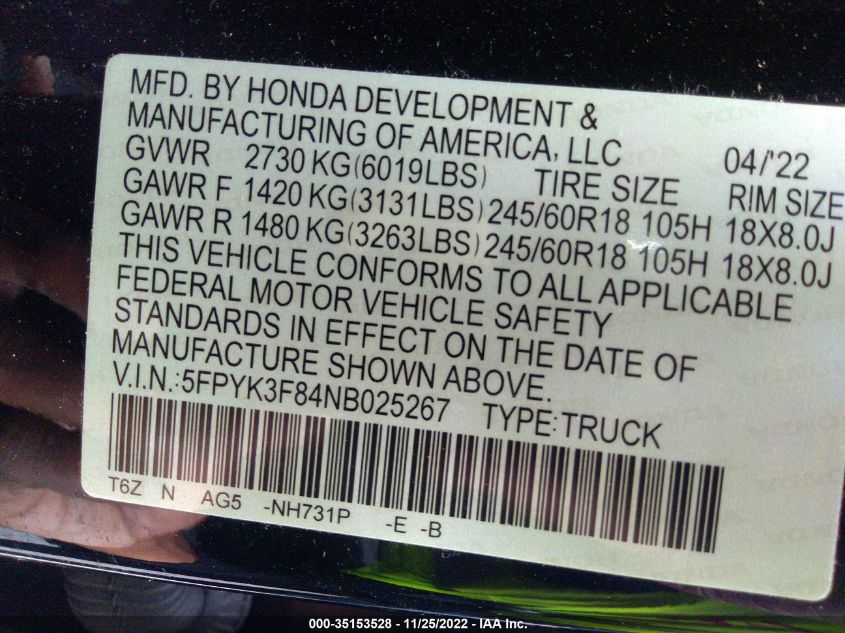 MFD. BY HONDA DEVELOPMENT &
MANUFACTURING OF AMERICA, LLC 04/'22
GVWR 2730 KG(6019LBS) TIRE SIZE RIM SIZE
GAWR F 1420 KG(3131LBS) 245/60R18 105H 18X8.0J
GAWR R 1480 KG(3263LBS) 245/60R18 105H 18X8.0J
THIS VEHICLE CONFORMS TO ALL APPLICABLE
FEDERAL MOTOR VEHICLE SAFETY
STANDARDS IN EFFECT ON THE DATE OF
MANUFACTURE SHOWN ABOVE.
V.I.N.:5FPYK3F84NB025267 TYPE:TRUCK
T6Z N AG5 -NH731P -E -B
000-35153528 - 11/25/2022 - IAA Inc.